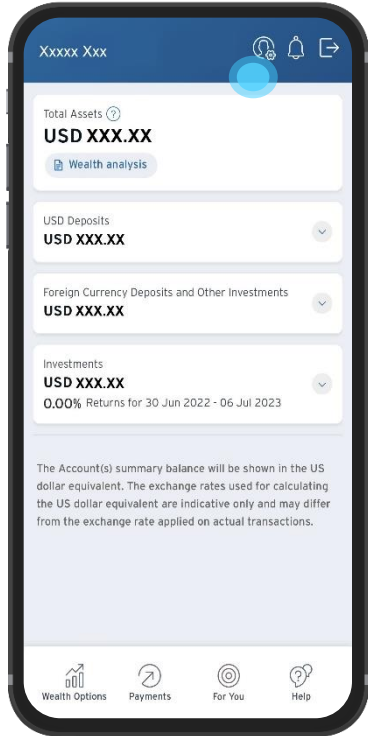 Xxxxx Xxx
Total Assets ?
USD XXX.XX
Wealth analysis
USD Deposits
USD XXX.XX
Foreign Currency Deposits and Other Investments
USD XXX.XX
Investments
USD XXX.XX
0.00% Returns for 30 Jun 2022 - 06 Jul 2023
The Account(s) summary balance will be shown in the US
dollar equivalent. The exchange rates used for calculating
the US dollar equivalent are indicative only and may differ
from the exchange rate applied on actual transactions.
Wealth Options Payments For You Help